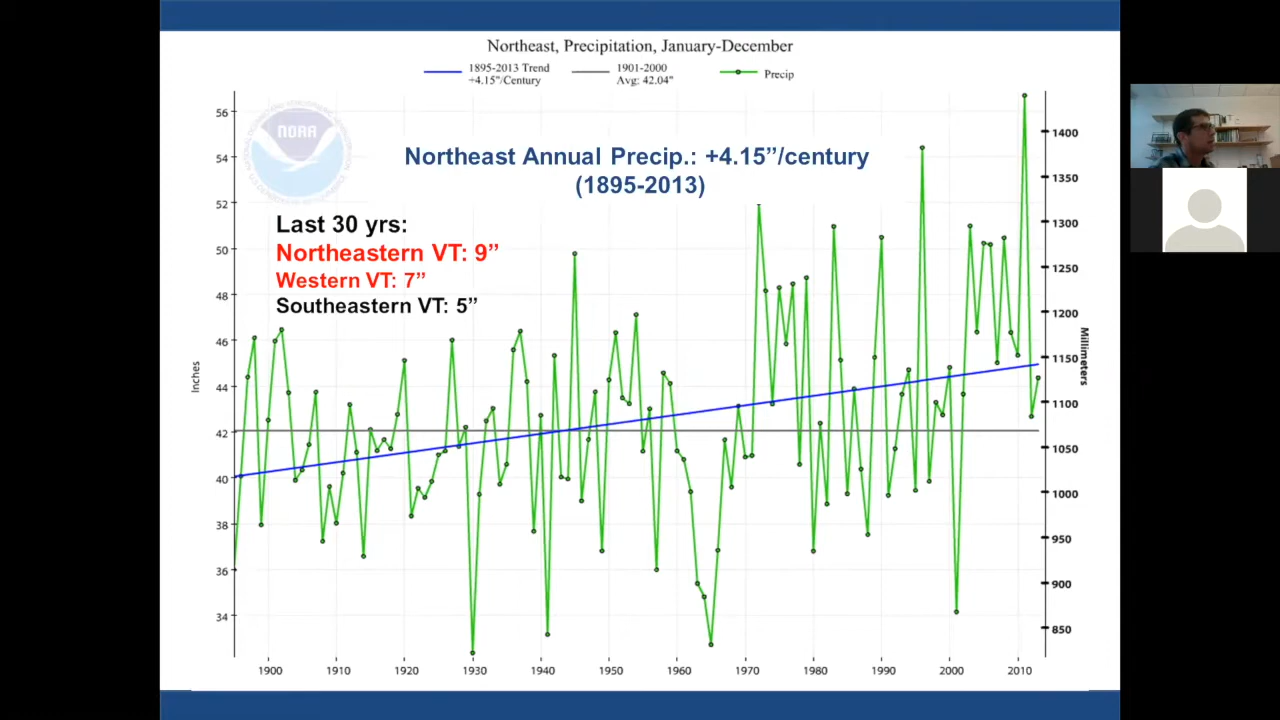 Northeast, Precipitation, January-December
1895-2013 Trend
+4.15"/Century
1901-2000
Avg: 42.04"
Precip
NOAA
Northeast Annual Precip.: +4.15”/century
(1895-2013)
Last 30 yrs:
Northeastern VT: 9”
Western VT: 7”
Southeastern VT: 5”
Inches
56
54
52
50
48
46
44
42
40
38
36
34
1400
1350
1300
1250
1200
1150
1100
1050
1000
950
900
850
Millimeters
1900 1910 1920 1930 1940 1950 1960 1970 1980 1990 2000 2010